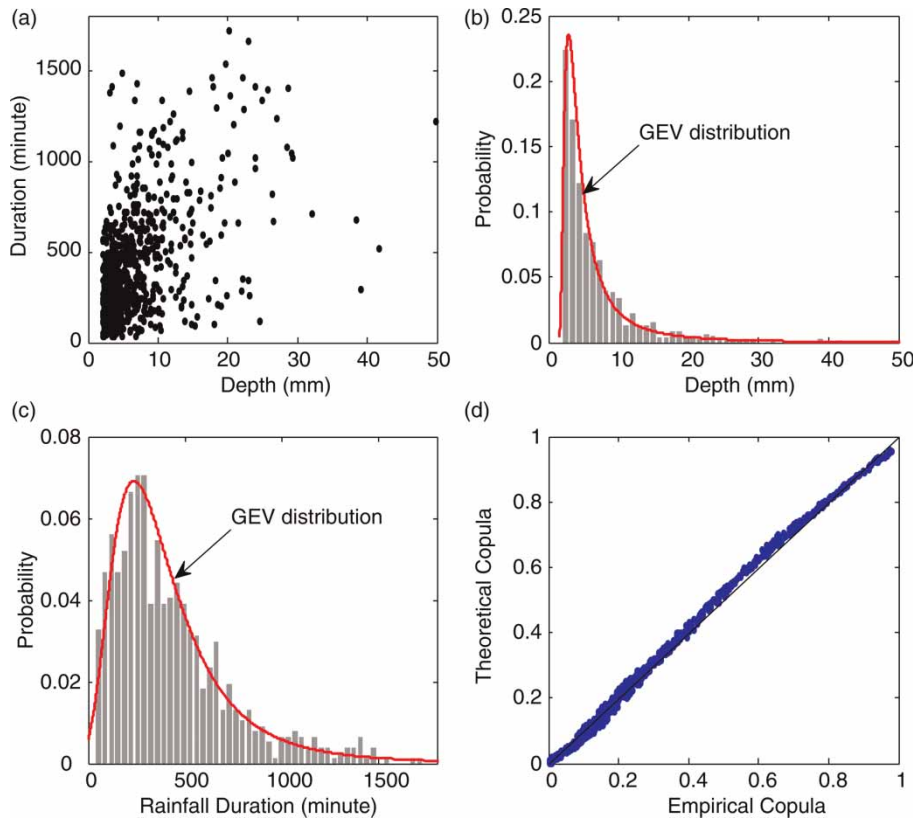 (a)
1500
1000
500
0
Duration (minute)
0 10 20 30 40 50
Depth (mm)
(b)
0.25
0.20
0.15
0.10
0.05
0
Probability
GEV distribution
0 10 20 30 40 50
Depth (mm)
(c)
0.08
0.06
0.04
0.02
0
Probability
GEV distribution
0 500 1000 1500
Rainfall Duration (minute)
(d)
1
0.8
0.6
0.4
0.2
0
Theoretical Copula
0 0.2 0.4 0.6 0.8 1
Empirical Copula